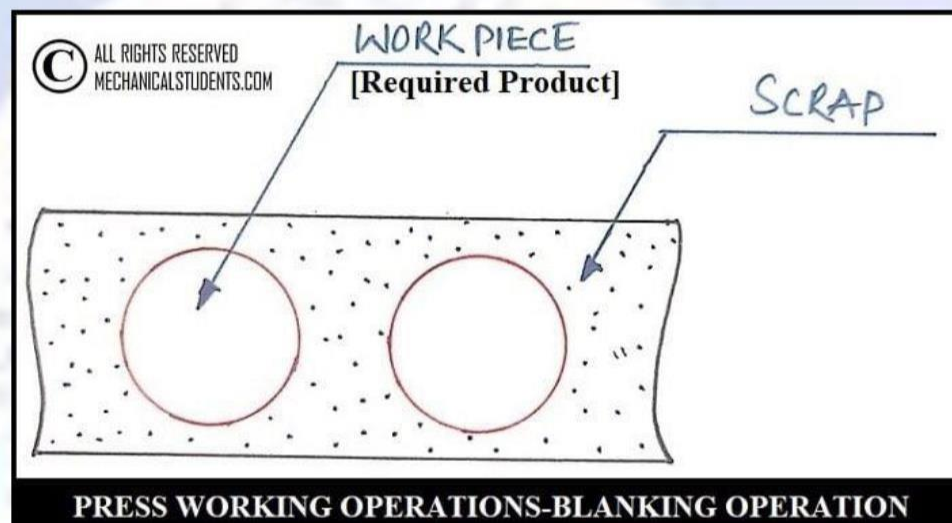 ©
ALL RIGHTS RESERVED
MECHANICALSTUDENTS.COM
WORK PIECE
[Required Product]
SCRAP
PRESS WORKING OPERATIONS-BLANKING OPERATION